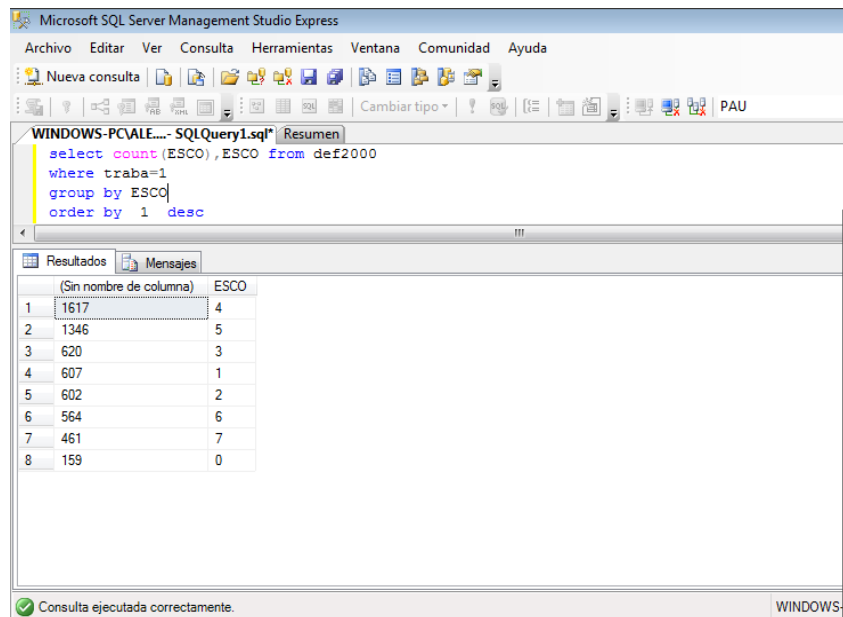 Microsoft SQL Server Management Studio Express
Archivo Editar Ver Consulta Herramientas Ventana Comunidad Ayuda
Nueva consulta
Cambiar tipo PAU
WINDOWS-PC\ALE....- SQLQuery1.sql* Resumen
select count(ESCO),ESCO from def2000
where traba=1
group by ESCO
order by 1 desc
Resultados Mensajes
(Sin nombre de columna) ESCO
1 1617 4
2 1346 5
3 620 3
4 607 1
5 602 2
6 564 6
7 461 7
8 159 0
Consulta ejecutada correctamente. WINDOWS-